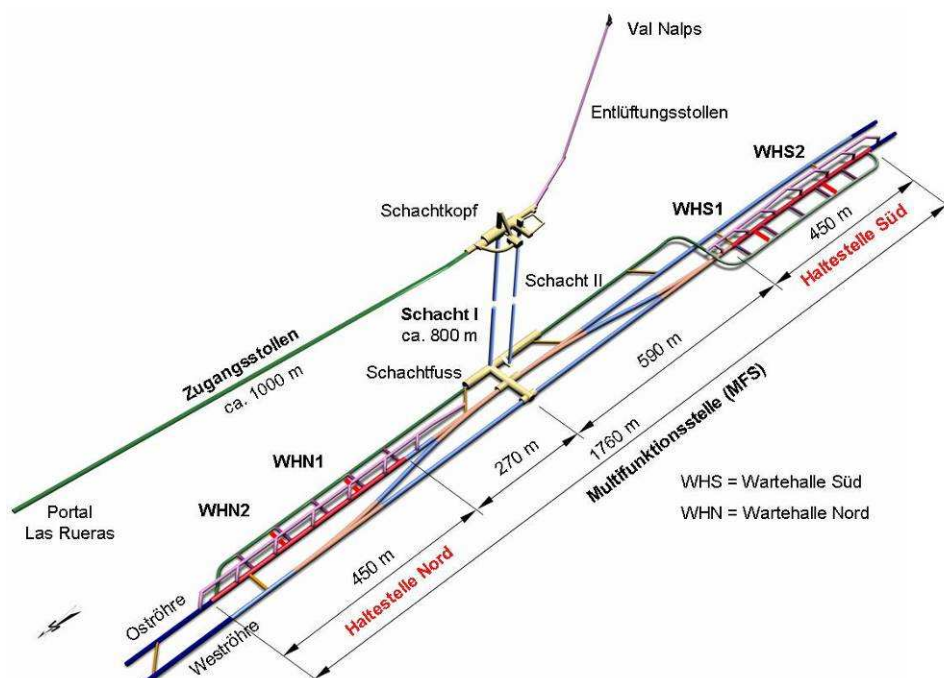 Val Nalps
Entlüftungsstollen
WHS2
Schachtkopf
WHS1
450 m
Haltestelle Süd
Schacht II
Schacht I
ca. 800 m
Zugangsstollen
ca. 1000 m
Schachtfuss
590 m
Multifunktionsstelle (MFS)
1760 m
270 m
WHN1
WHS = Wartehalle Süd
WHN2
WHN = Wartehalle Nord
Portal
Las Rueras
450 m
Haltestelle Nord
Oströhre
Weströhre